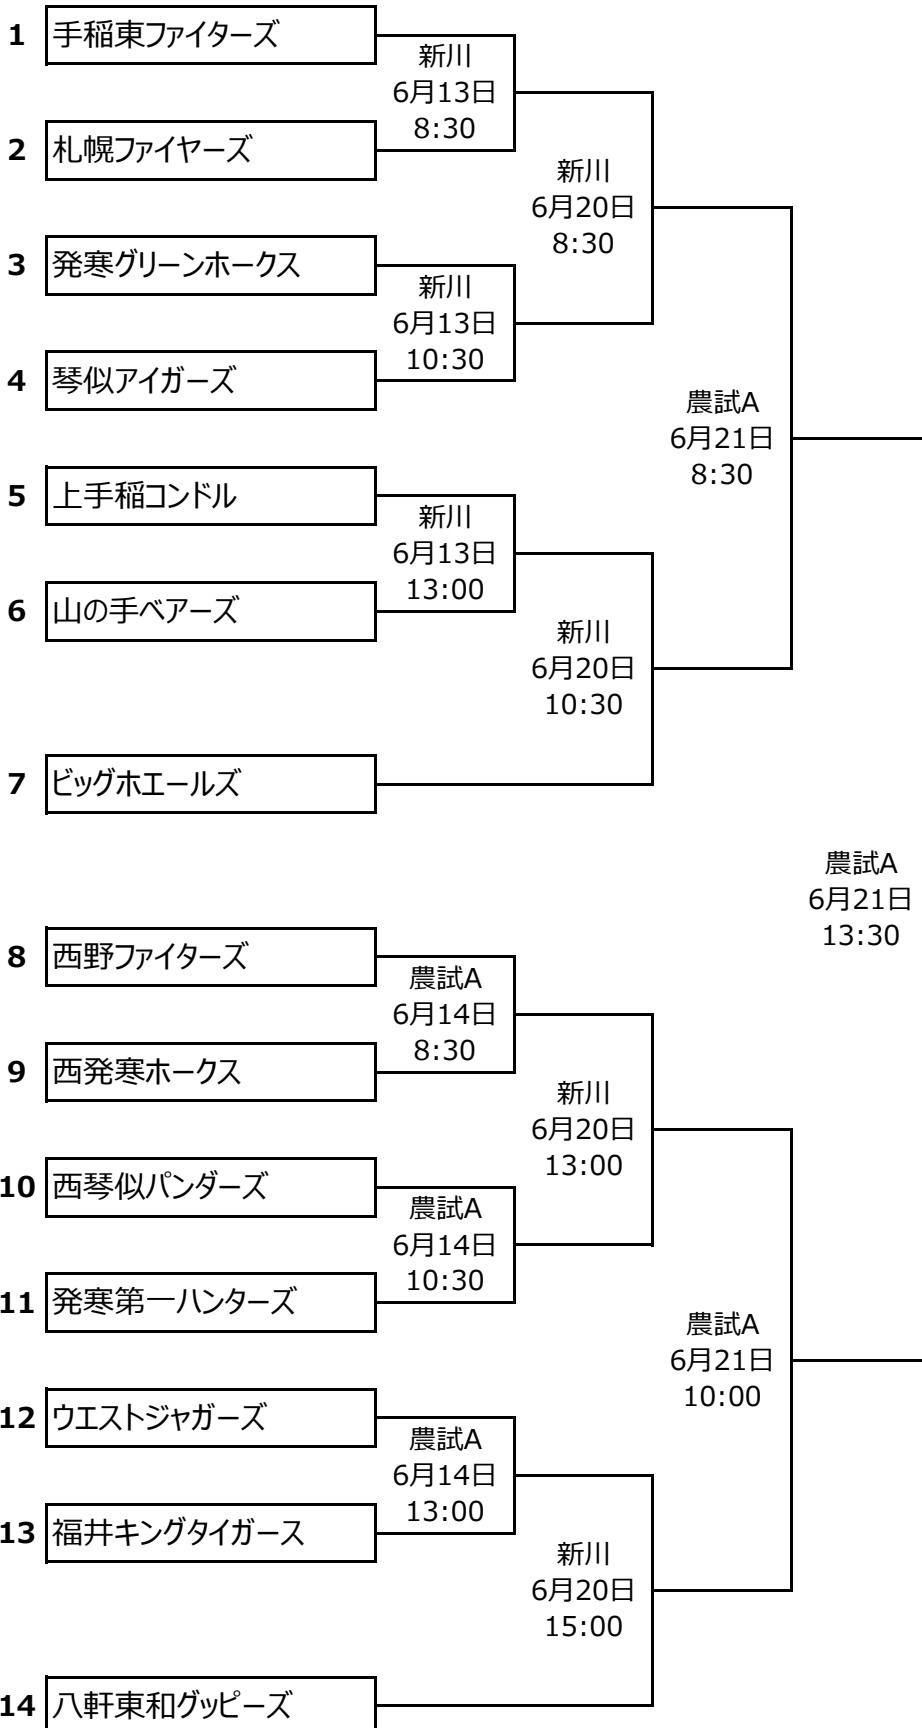 1 手稲東ファイターズ
新川
6月13日
8:30
2 札幌ファイヤーズ
新川
6月20日
8:30
3 発寒グリーンホークス
新川
6月13日
10:30
4 琴似アイガーズ
農試A
6月21日
8:30
5 上手稲コンドル
新川
6月13日
13:00
6 山の手ベアーズ
新川
6月20日
10:30
7 ビッグホエールズ
農試A
6月21日
13:30
8 西野ファイターズ
農試A
6月14日
8:30
9 西発寒ホークス
新川
6月20日
13:00
10 西琴似パンダーズ
農試A
6月14日
10:30
11 発寒第一ハンターズ
農試A
6月21日
10:00
12 ウエストジャガーズ
農試A
6月14日
13:00
13 福井キングタイガース
新川
6月20日
15:00
14 八軒東和グッピーズ